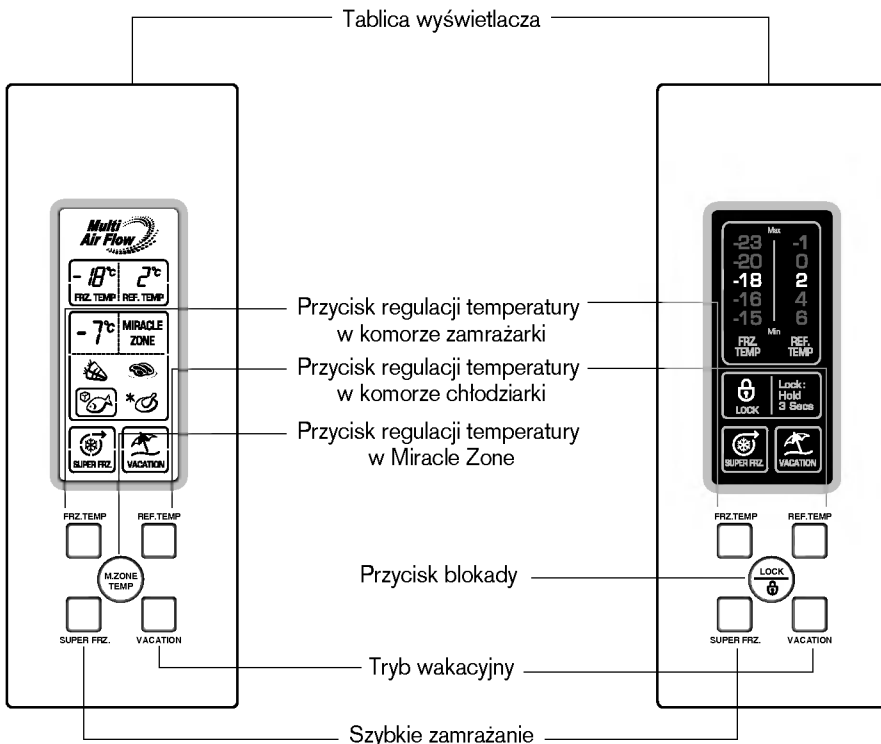 Tablica wyświetlacza
Multi
Air Flow
-18°C 2°C
FRZ. TEMP REF. TEMP
-7°C MIRACLE
ZONE
SUPER FRZ. VACATION
FRZ.TEMP REF.TEMP
M.ZONE
TEMP
SUPER FRZ. VACATION
Przycisk regulacji temperatury
w komorze zamrażarki
Przycisk regulacji temperatury
w komorze chłodziarki
Przycisk regulacji temperatury
w Miracle Zone
Przycisk blokady
Tryb wakacyjny
Szybkie zamrażanie
Max
-23 -1
-20 0
-18 2
-16 4
-15 6
Min
FRZ. REF.
TEMP TEMP
LOCK
Lock:
Hold
3 Secs
SUPER FRZ. VACATION
FRZ.TEMP REF.TEMP
LOCK
SUPER FRZ. VACATION